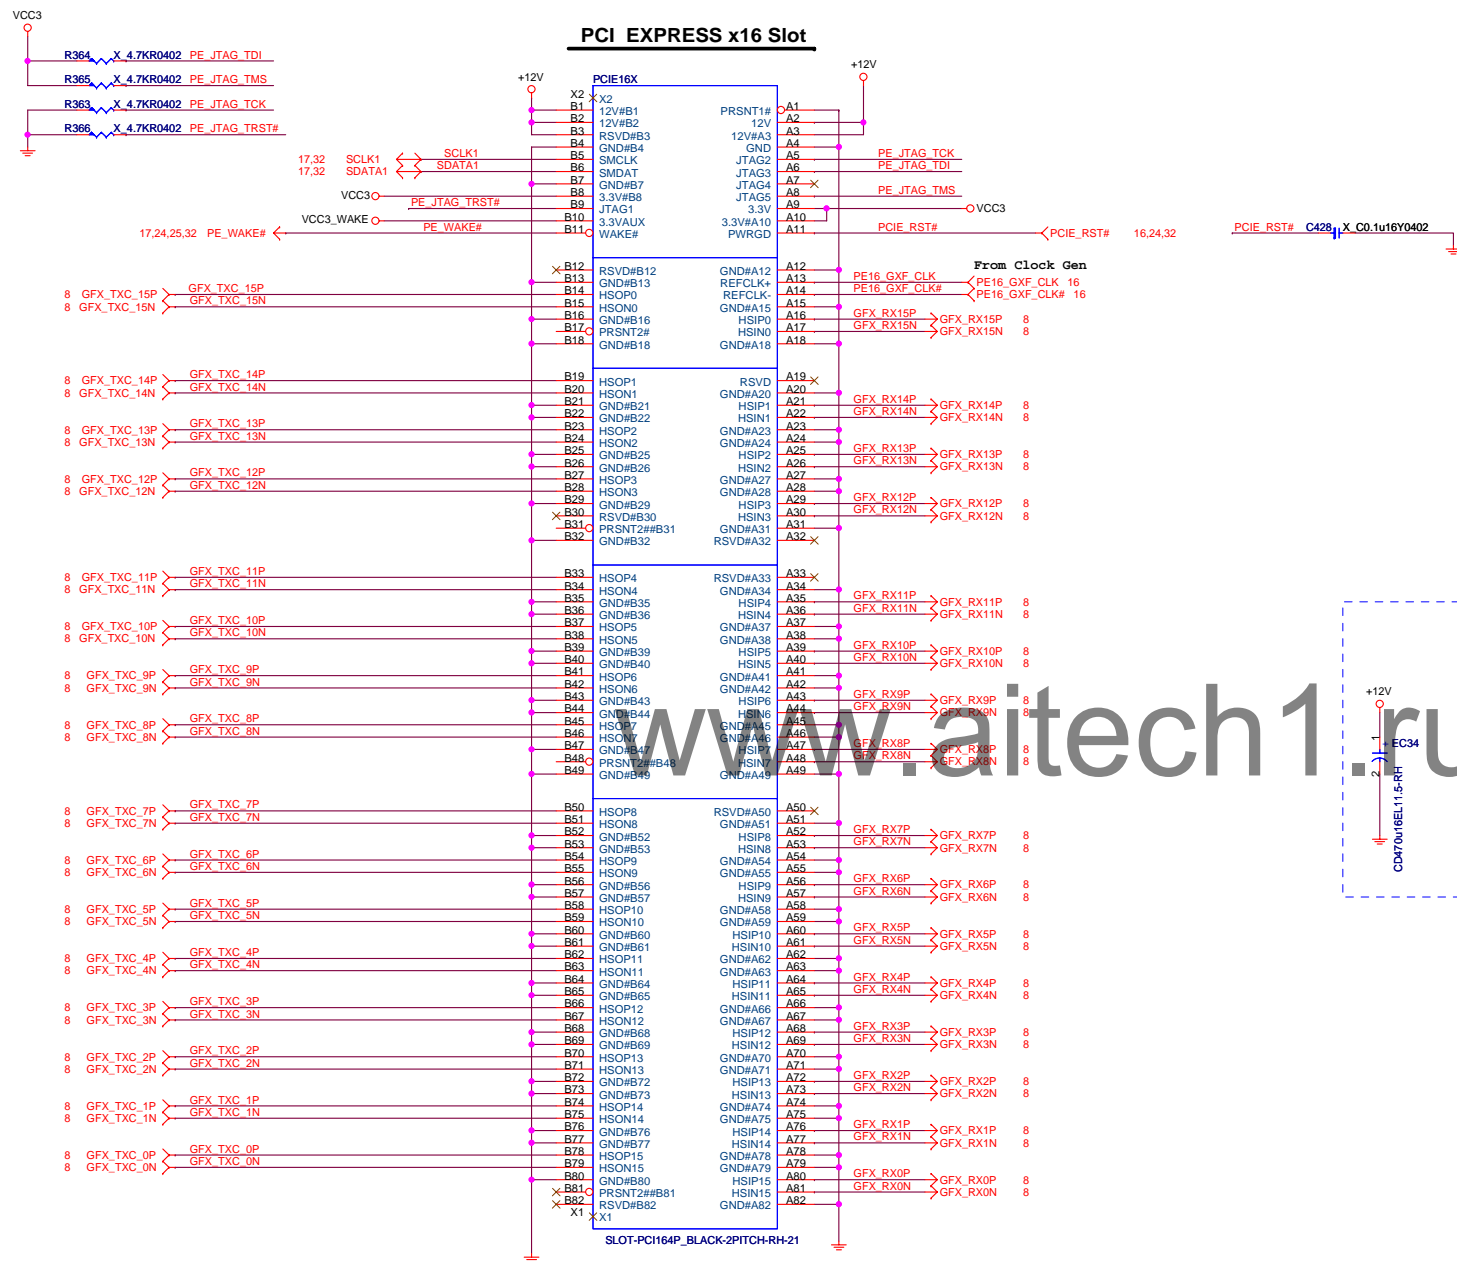 PCI EXPRESS x16 Slot
VCC3
R364 X_4.7KR0402 PE_JTAG_TDI
R365 X_4.7KR0402 PE_JTAG_TMS
R363 X_4.7KR0402 PE_JTAG_TCK
R366 X_4.7KR0402 PE_JTAG_TRST#
+12V
PCIE16X
+12V
X2 X2
B1 12V#B1 PRSNT1# A1
B2 12V#B2 12V A2
B3 RSVD#B3 12V#A3 A3
B4 GND#B4 GND A4
17,32 SCLK1 SCLK1 B5 SMCLK JTAG2 A5 PE_JTAG_TCK
17,32 SDATA1 SDATA1 B6 SMDAT JTAG3 A6 PE_JTAG_TDI
B7 GND#B7 JTAG4 A7
VCC3 B8 3.3V#B8 JTAG5 A8 PE_JTAG_TMS
PE_JTAG_TRST# B9 JTAG1 3.3V A9 VCC3
VCC3_WAKE B10 3.3VAUX 3.3V#A10 A10
17,24,25,32 PE_WAKE# PE_WAKE# B11 WAKE# PWRGD A11 PCIE_RST# PCIE_RST# 16,24,32
PCIE_RST# C428 X_C0.1u16Y0402
From Clock Gen
B12 RSVD#B12 GND#A12 A12
B13 GND#B13 REFCLK+ A13 PE16_GXF_CLK PE16_GXF_CLK 16
8 GFX_TXC_15P GFX_TXC_15P B14 HSOP0 REFCLK- A14 PE16_GXF_CLK# PE16_GXF_CLK# 16
8 GFX_TXC_15N GFX_TXC_15N B15 HSON0 GND#A15 A15
B16 GND#B16 HSIP0 A16 GFX_RX15P GFX_RX15P 8
B17 PRSNT2# HSIN0 A17 GFX_RX15N GFX_RX15N 8
B18 GND#B18 GND#A18 A18
8 GFX_TXC_14P GFX_TXC_14P B19 HSOP1 RSVD A19
8 GFX_TXC_14N GFX_TXC_14N B20 HSON1 GND#A20 A20
B21 GND#B21 HSIP1 A21 GFX_RX14P GFX_RX14P 8
B22 GND#B22 HSIN1 A22 GFX_RX14N GFX_RX14N 8
8 GFX_TXC_13P GFX_TXC_13P B23 HSOP2 GND#A23 A23
8 GFX_TXC_13N GFX_TXC_13N B24 HSON2 GND#A24 A24
B25 GND#B25 HSIP2 A25 GFX_RX13P GFX_RX13P 8
B26 GND#B26 HSIN2 A26 GFX_RX13N GFX_RX13N 8
8 GFX_TXC_12P GFX_TXC_12P B27 HSOP3 GND#A27 A27
8 GFX_TXC_12N GFX_TXC_12N B28 HSON3 GND#A28 A28
B29 GND#B29 HSIP3 A29 GFX_RX12P GFX_RX12P 8
B30 RSVD#B30 HSIN3 A30 GFX_RX12N GFX_RX12N 8
B31 PRSNT2##B31 GND#A31 A31
B32 GND#B32 RSVD#A32 A32
8 GFX_TXC_11P GFX_TXC_11P B33 HSOP4 RSVD#A33 A33
8 GFX_TXC_11N GFX_TXC_11N B34 HSON4 GND#A34 A34
B35 GND#B35 HSIP4 A35 GFX_RX11P GFX_RX11P 8
B36 GND#B36 HSIN4 A36 GFX_RX11N GFX_RX11N 8
8 GFX_TXC_10P GFX_TXC_10P B37 HSOP5 GND#A37 A37
8 GFX_TXC_10N GFX_TXC_10N B38 HSON5 GND#A38 A38
B39 GND#B39 HSIP5 A39 GFX_RX10P GFX_RX10P 8
B40 GND#B40 HSIN5 A40 GFX_RX10N GFX_RX10N 8
8 GFX_TXC_9P GFX_TXC_9P B41 HSOP6 GND#A41 A41
8 GFX_TXC_9N GFX_TXC_9N B42 HSON6 GND#A42 A42
B43 GND#B43 HSIP6 A43 GFX_RX9P GFX_RX9P 8
B44 GND#B44 HSIN6 A44 GFX_RX9N GFX_RX9N 8
8 GFX_TXC_8P GFX_TXC_8P B45 HSOP7 GND#A45 A45
8 GFX_TXC_8N GFX_TXC_8N B46 HSON7 GND#A46 A46
B47 GND#B47 HSIP7 A47 GFX_RX8P GFX_RX8P 8
B48 PRSNT2##B48 HSIN7 A48 GFX_RX8N GFX_RX8N 8
B49 GND#B49 GND#A49 A49
www.aitech1.ru
+12V
1
+ EC34
2
CD470u16EL11.5-RH
8 GFX_TXC_7P GFX_TXC_7P B50 HSOP8 RSVD#A50 A50
8 GFX_TXC_7N GFX_TXC_7N B51 HSON8 GND#A51 A51
B52 GND#B52 HSIP8 A52 GFX_RX7P GFX_RX7P 8
B53 GND#B53 HSIN8 A53 GFX_RX7N GFX_RX7N 8
8 GFX_TXC_6P GFX_TXC_6P B54 HSOP9 GND#A54 A54
8 GFX_TXC_6N GFX_TXC_6N B55 HSON9 GND#A55 A55
B56 GND#B56 HSIP9 A56 GFX_RX6P GFX_RX6P 8
B57 GND#B57 HSIN9 A57 GFX_RX6N GFX_RX6N 8
8 GFX_TXC_5P GFX_TXC_5P B58 HSOP10 GND#A58 A58
8 GFX_TXC_5N GFX_TXC_5N B59 HSON10 GND#A59 A59
B60 GND#B60 HSIP10 A60 GFX_RX5P GFX_RX5P 8
B61 GND#B61 HSIN10 A61 GFX_RX5N GFX_RX5N 8
8 GFX_TXC_4P GFX_TXC_4P B62 HSOP11 GND#A62 A62
8 GFX_TXC_4N GFX_TXC_4N B63 HSON11 GND#A63 A63
B64 GND#B64 HSIP11 A64 GFX_RX4P GFX_RX4P 8
B65 GND#B65 HSIN11 A65 GFX_RX4N GFX_RX4N 8
8 GFX_TXC_3P GFX_TXC_3P B66 HSOP12 GND#A66 A66
8 GFX_TXC_3N GFX_TXC_3N B67 HSON12 GND#A67 A67
B68 GND#B68 HSIP12 A68 GFX_RX3P GFX_RX3P 8
B69 GND#B69 HSIN12 A69 GFX_RX3N GFX_RX3N 8
8 GFX_TXC_2P GFX_TXC_2P B70 HSOP13 GND#A70 A70
8 GFX_TXC_2N GFX_TXC_2N B71 HSON13 GND#A71 A71
B72 GND#B72 HSIP13 A72 GFX_RX2P GFX_RX2P 8
B73 GND#B73 HSIN13 A73 GFX_RX2N GFX_RX2N 8
8 GFX_TXC_1P GFX_TXC_1P B74 HSOP14 GND#A74 A74
8 GFX_TXC_1N GFX_TXC_1N B75 HSON14 GND#A75 A75
B76 GND#B76 HSIP14 A76 GFX_RX1P GFX_RX1P 8
B77 GND#B77 HSIN14 A77 GFX_RX1N GFX_RX1N 8
8 GFX_TXC_0P GFX_TXC_0P B78 HSOP15 GND#A78 A78
8 GFX_TXC_0N GFX_TXC_0N B79 HSON15 GND#A79 A79
B80 GND#B80 HSIP15 A80 GFX_RX0P GFX_RX0P 8
B81 PRSNT2##B81 HSIN15 A81 GFX_RX0N GFX_RX0N 8
B82 RSVD#B82 GND#A82 A82
X1 X1
SLOT-PCI164P_BLACK-2PITCH-RH-21